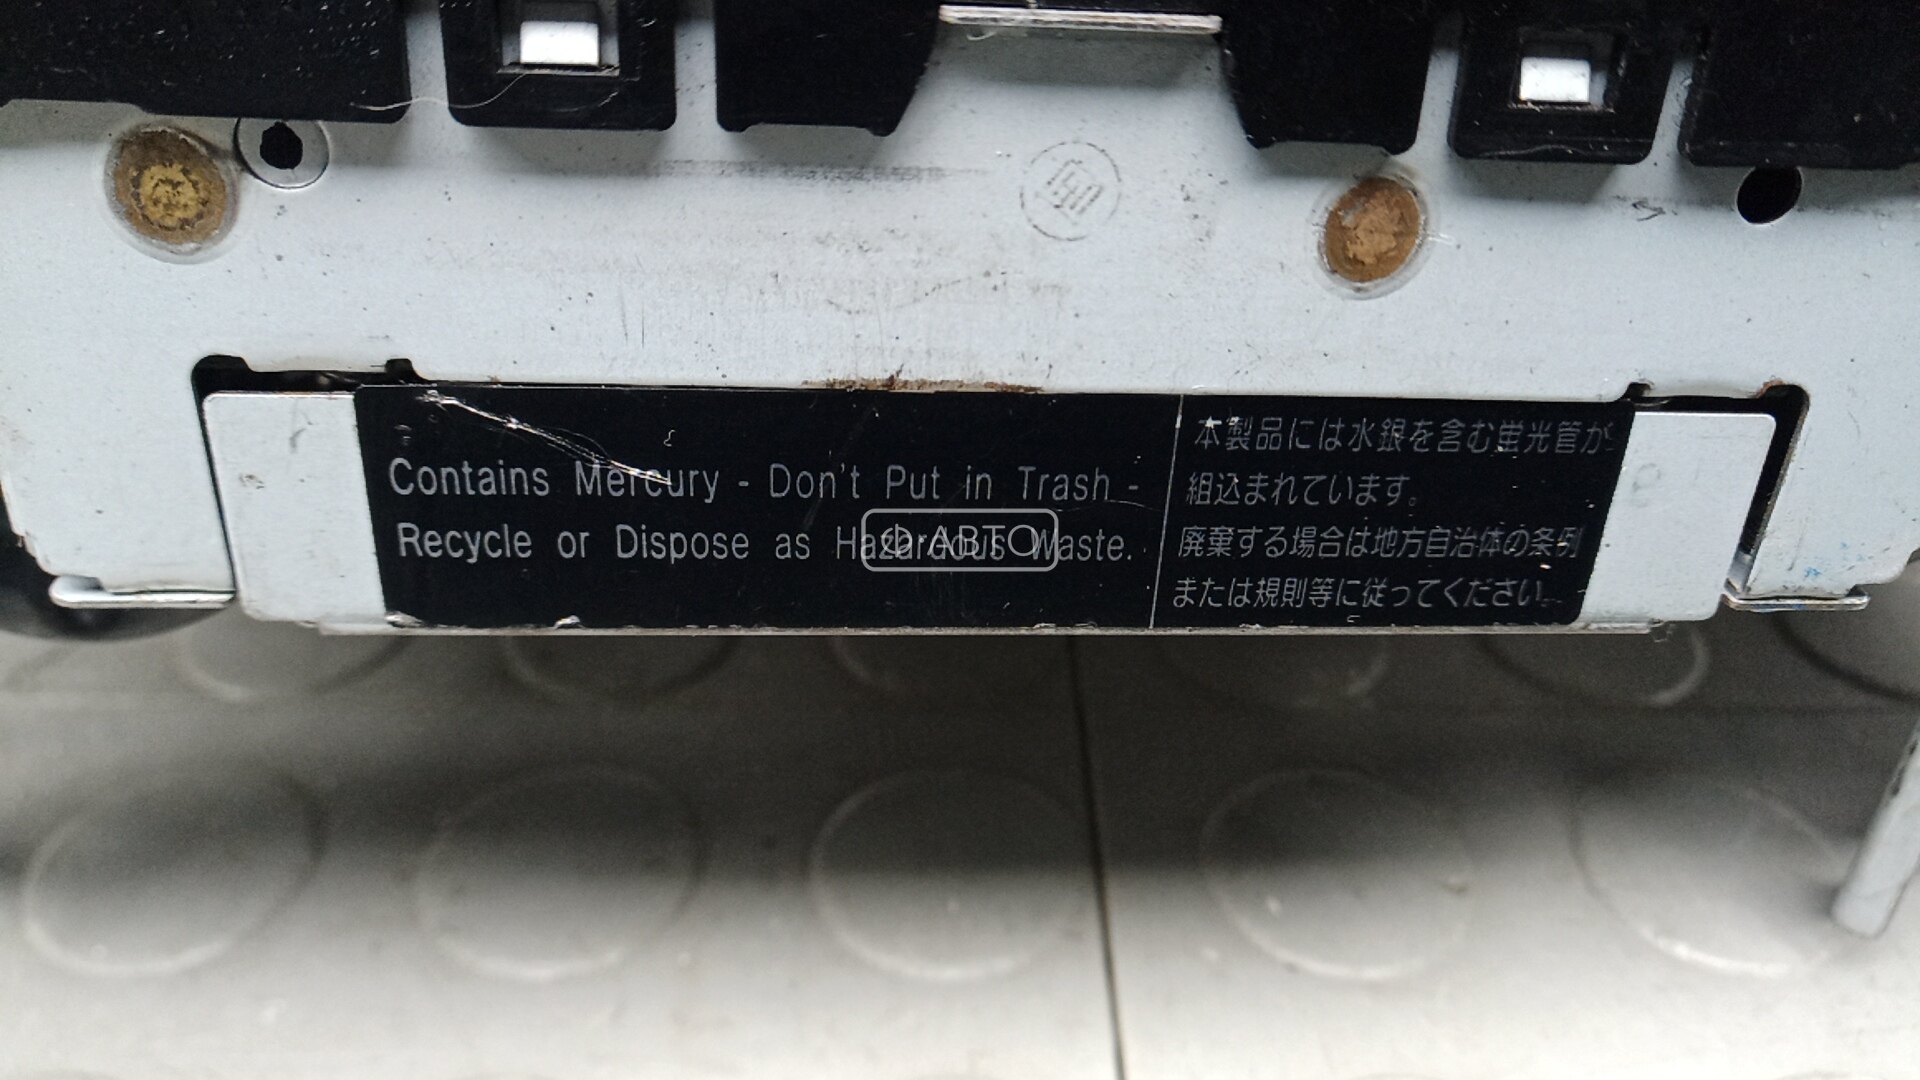 Contains Mercury - Don't Put in Trash -
Recycle or Dispose as Hazardous Waste.
本製品には水銀を含む蛍光管が
組込まれています。
廃棄する場合は地方自治体の条例
または規則等に従ってください。
Ф·АВТО